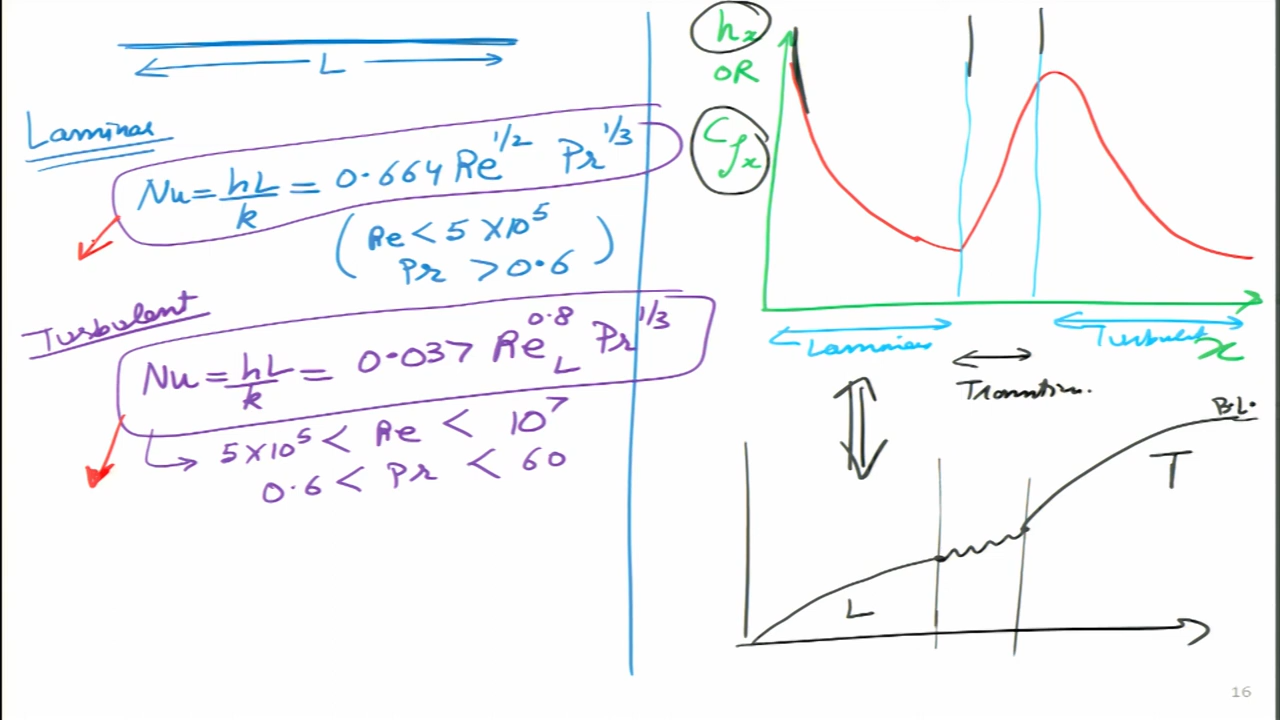 L
Laminar
Nu = hL/k = 0.664 Re^1/2 Pr^1/3
(Re < 5 × 10^5
Pr > 0.6)
Turbulent
Nu = hL/k = 0.037 Re_L^0.8 Pr^1/3
5×10^5 < Re < 10^7
0.6 < Pr < 60
h_x
OR
C_fx
Laminar
Turbulent
x
Transition.
B.L.
T
L
16